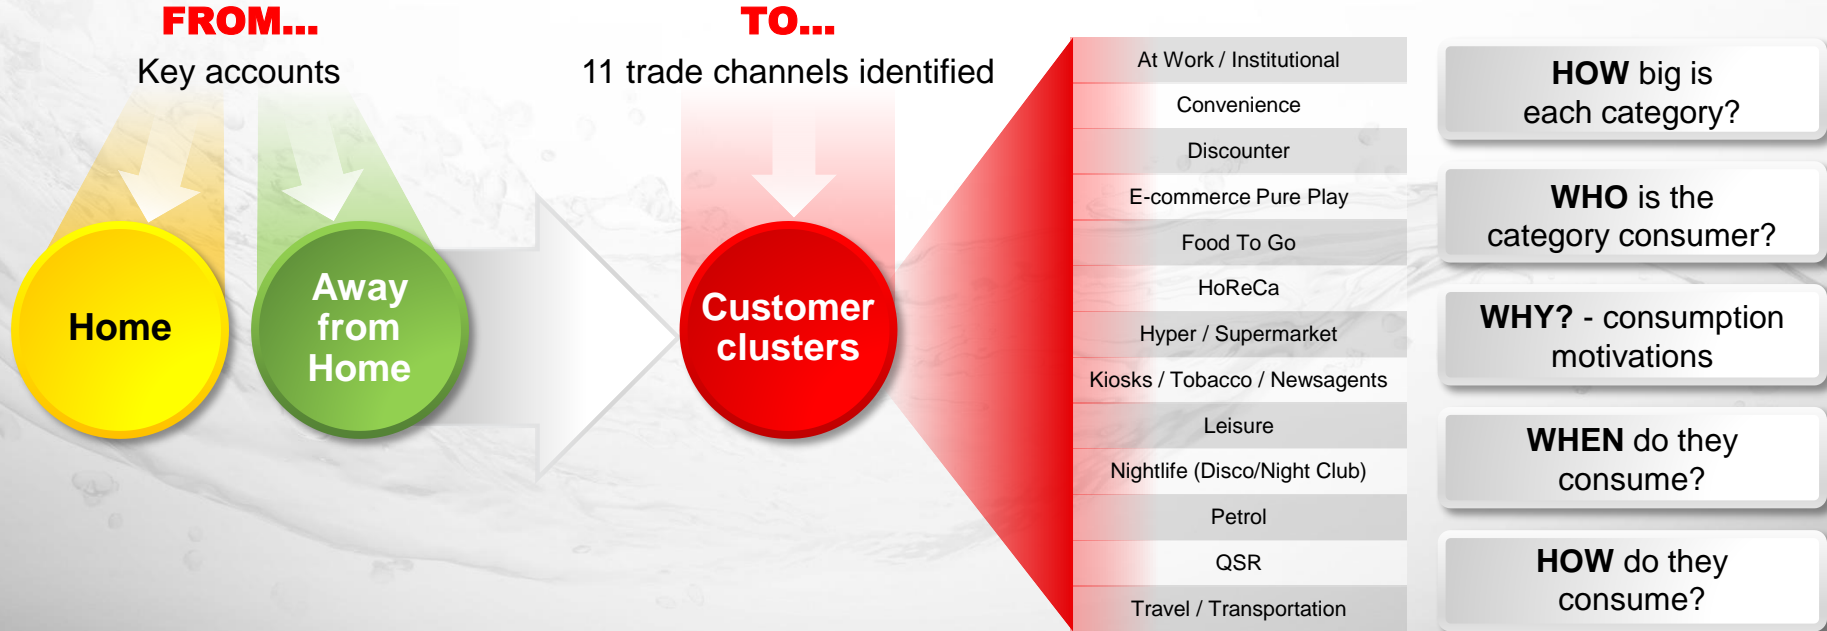 FROM...
Key accounts
Home
Away
from
Home
TO...
11 trade channels identified
Customer
clusters
At Work / Institutional
Convenience
Discounter
E-commerce Pure Play
Food To Go
HoReCa
Hyper / Supermarket
Kiosks / Tobacco / Newsagents
Leisure
Nightlife (Disco/Night Club)
Petrol
QSR
Travel / Transportation
HOW big is
each category?
WHO is the
category consumer?
WHY? - consumption
motivations
WHEN do they
consume?
HOW do they
consume?